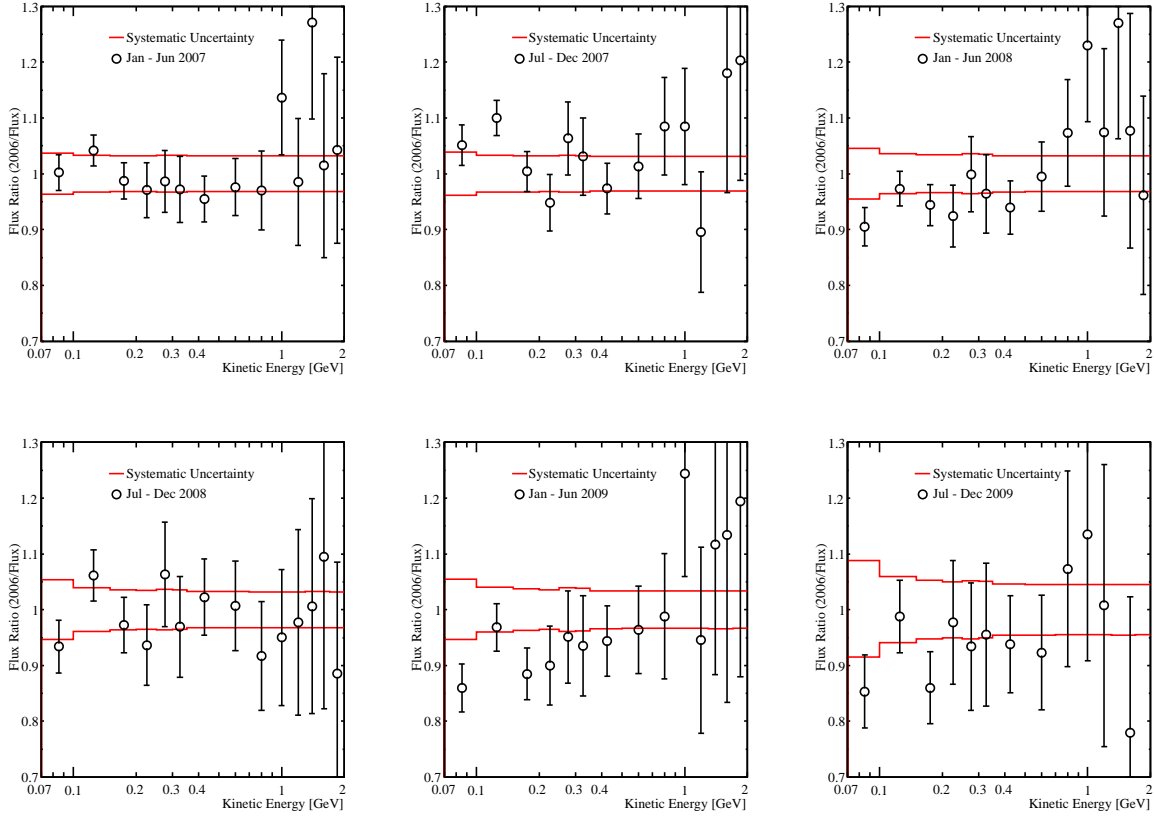 1.3
1.2
1.1
1
0.9
0.8
0.7
Flux Ratio (2006/Flux)
Systematic Uncertainty
Jan - Jun 2007
0.07 0.1 0.2 0.3 0.4 1 2
Kinetic Energy [GeV]
1.3
1.2
1.1
1
0.9
0.8
0.7
Flux Ratio (2006/Flux)
Systematic Uncertainty
Jul - Dec 2007
0.07 0.1 0.2 0.3 0.4 1 2
Kinetic Energy [GeV]
1.3
1.2
1.1
1
0.9
0.8
0.7
Flux Ratio (2006/Flux)
Systematic Uncertainty
Jan - Jun 2008
0.07 0.1 0.2 0.3 0.4 1 2
Kinetic Energy [GeV]
1.3
1.2
1.1
1
0.9
0.8
0.7
Flux Ratio (2006/Flux)
Systematic Uncertainty
Jul - Dec 2008
0.07 0.1 0.2 0.3 0.4 1 2
Kinetic Energy [GeV]
1.3
1.2
1.1
1
0.9
0.8
0.7
Flux Ratio (2006/Flux)
Systematic Uncertainty
Jan - Jun 2009
0.07 0.1 0.2 0.3 0.4 1 2
Kinetic Energy [GeV]
1.3
1.2
1.1
1
0.9
0.8
0.7
Flux Ratio (2006/Flux)
Systematic Uncertainty
Jul - Dec 2009
0.07 0.1 0.2 0.3 0.4 1 2
Kinetic Energy [GeV]